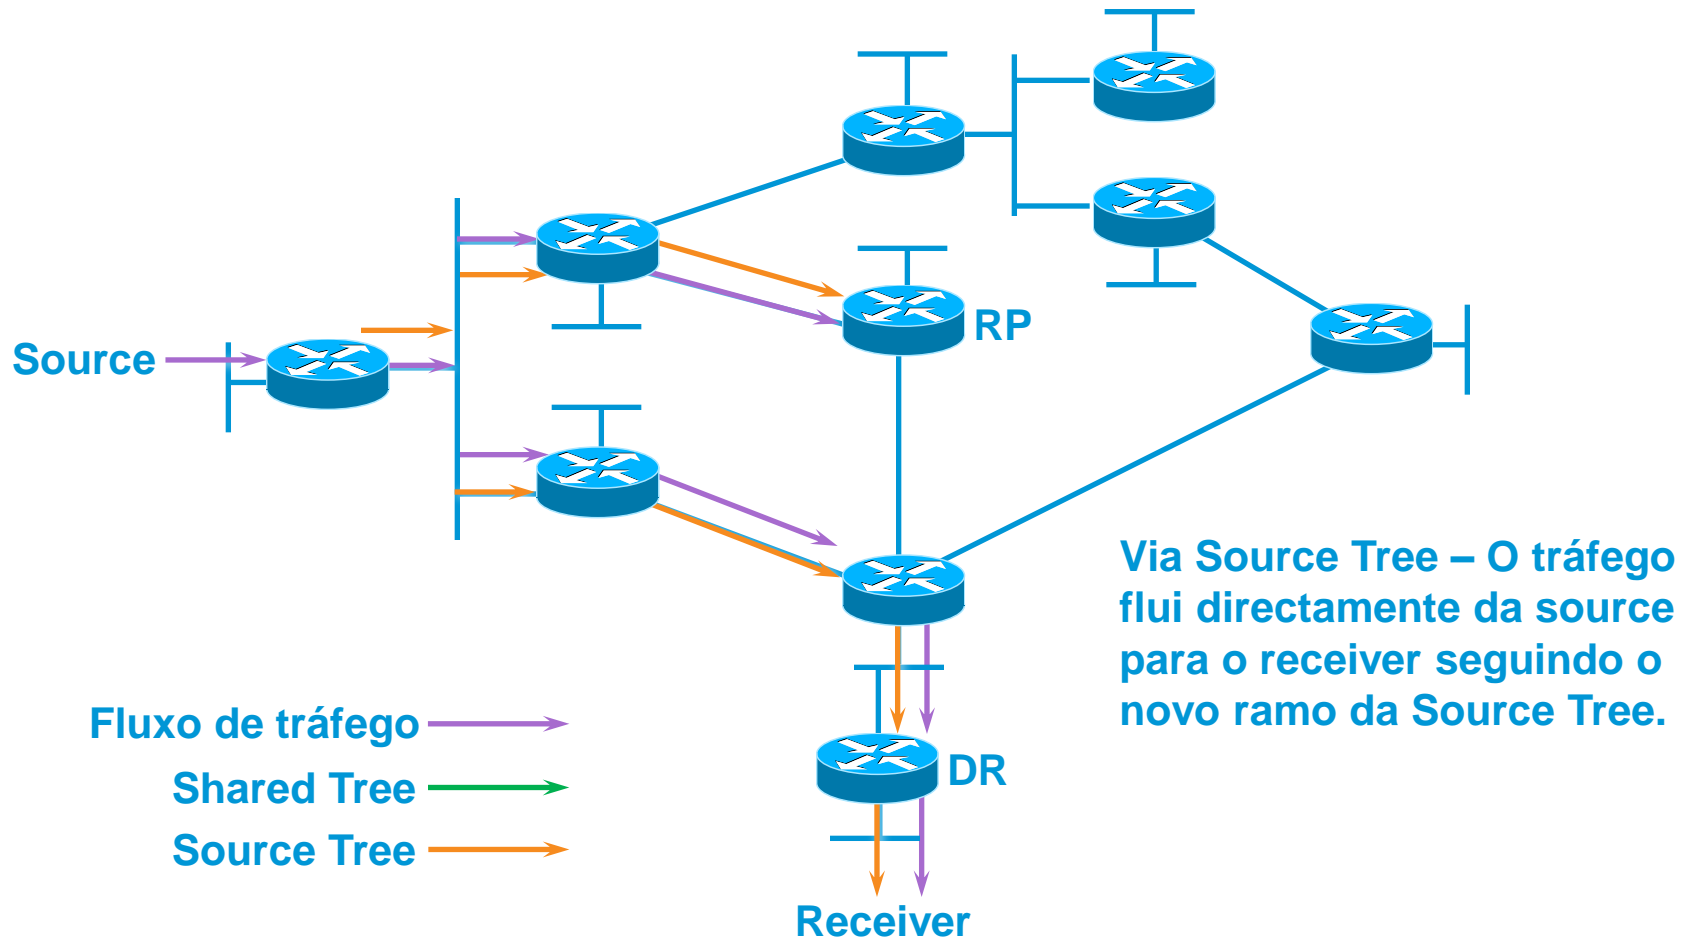 Source
RP
Via Source Tree – O tráfego
flui directamente da source
para o receiver seguindo o
novo ramo da Source Tree.
Fluxo de tráfego
Shared Tree
Source Tree
DR
Receiver